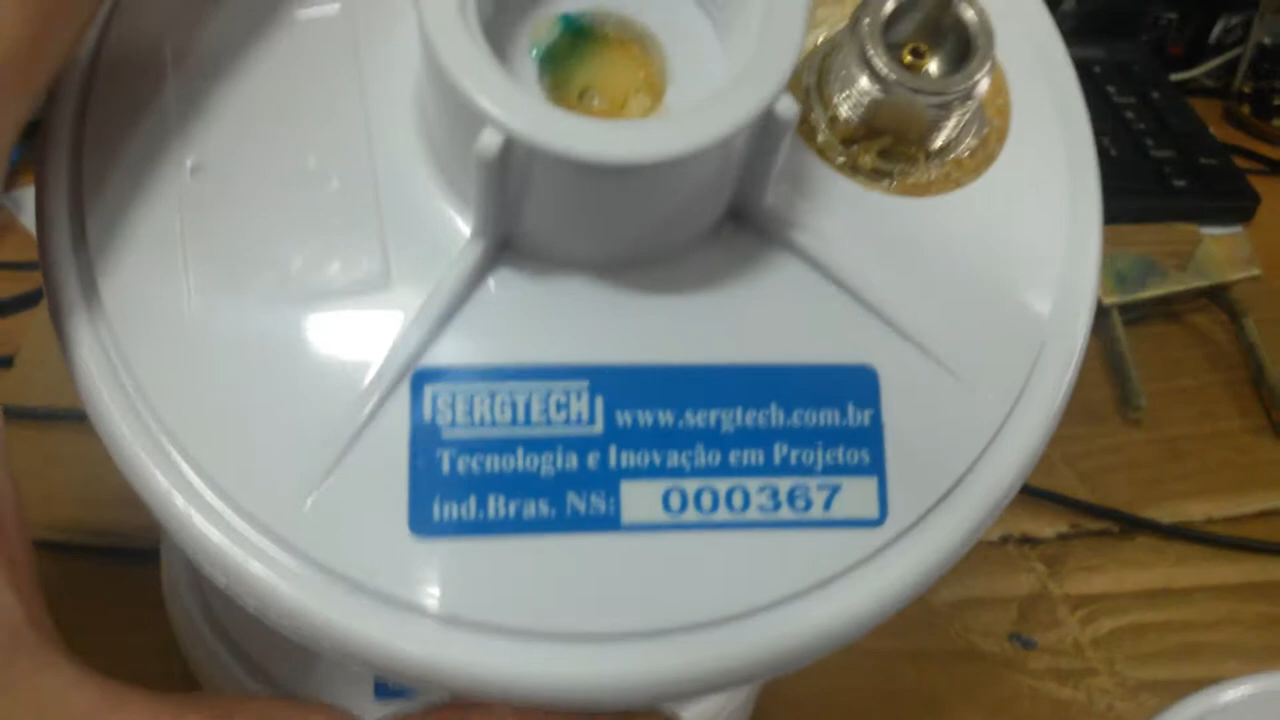 SERGTECH www.sergtech.com.br
Tecnologia e Inovação em Projetos
ind.Bras. NS: 000367